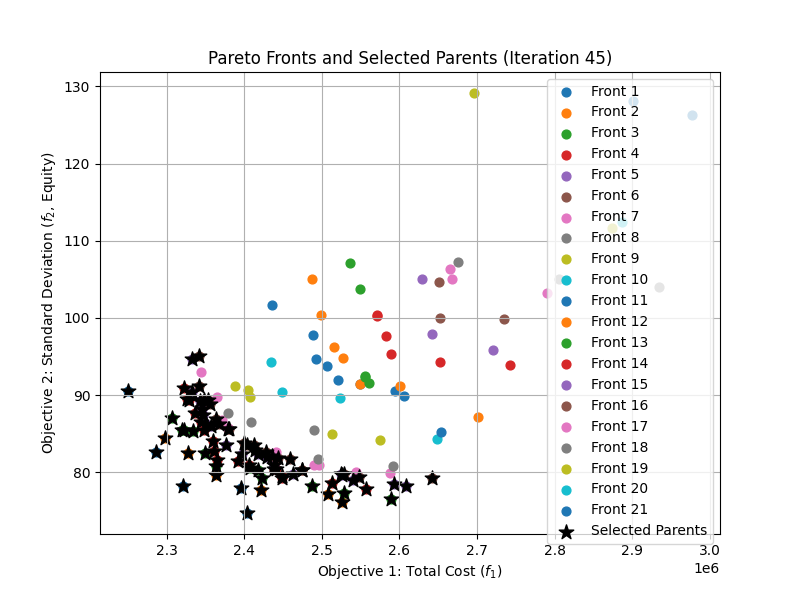 Pareto Fronts and Selected Parents (Iteration 45)
Objective 2: Standard Deviation (f₂, Equity)
130
120
110
100
90
80
2.3 2.4 2.5 2.6 2.7 2.8 2.9 3.0
1e6
Objective 1: Total Cost (f₁)
Front 1
Front 2
Front 3
Front 4
Front 5
Front 6
Front 7
Front 8
Front 9
Front 10
Front 11
Front 12
Front 13
Front 14
Front 15
Front 16
Front 17
Front 18
Front 19
Front 20
Front 21
Selected Parents